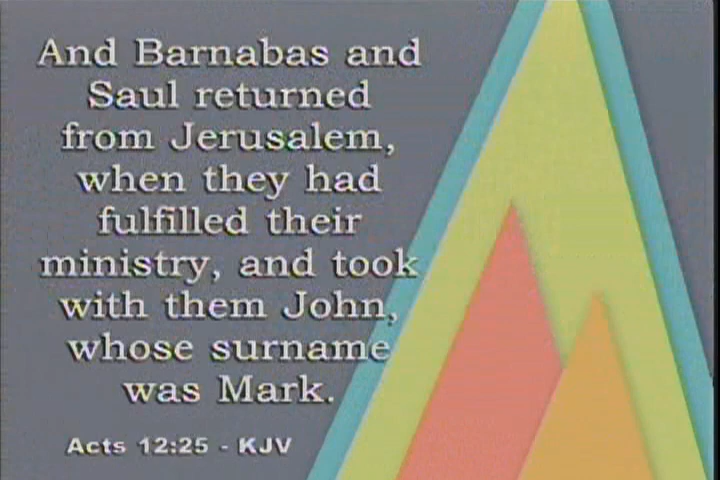 And Barnabas and
Saul returned
from Jerusalem,
when they had
fulfilled their
ministry, and took
with them John,
whose surname
was Mark.
Acts 12:25 - KJV